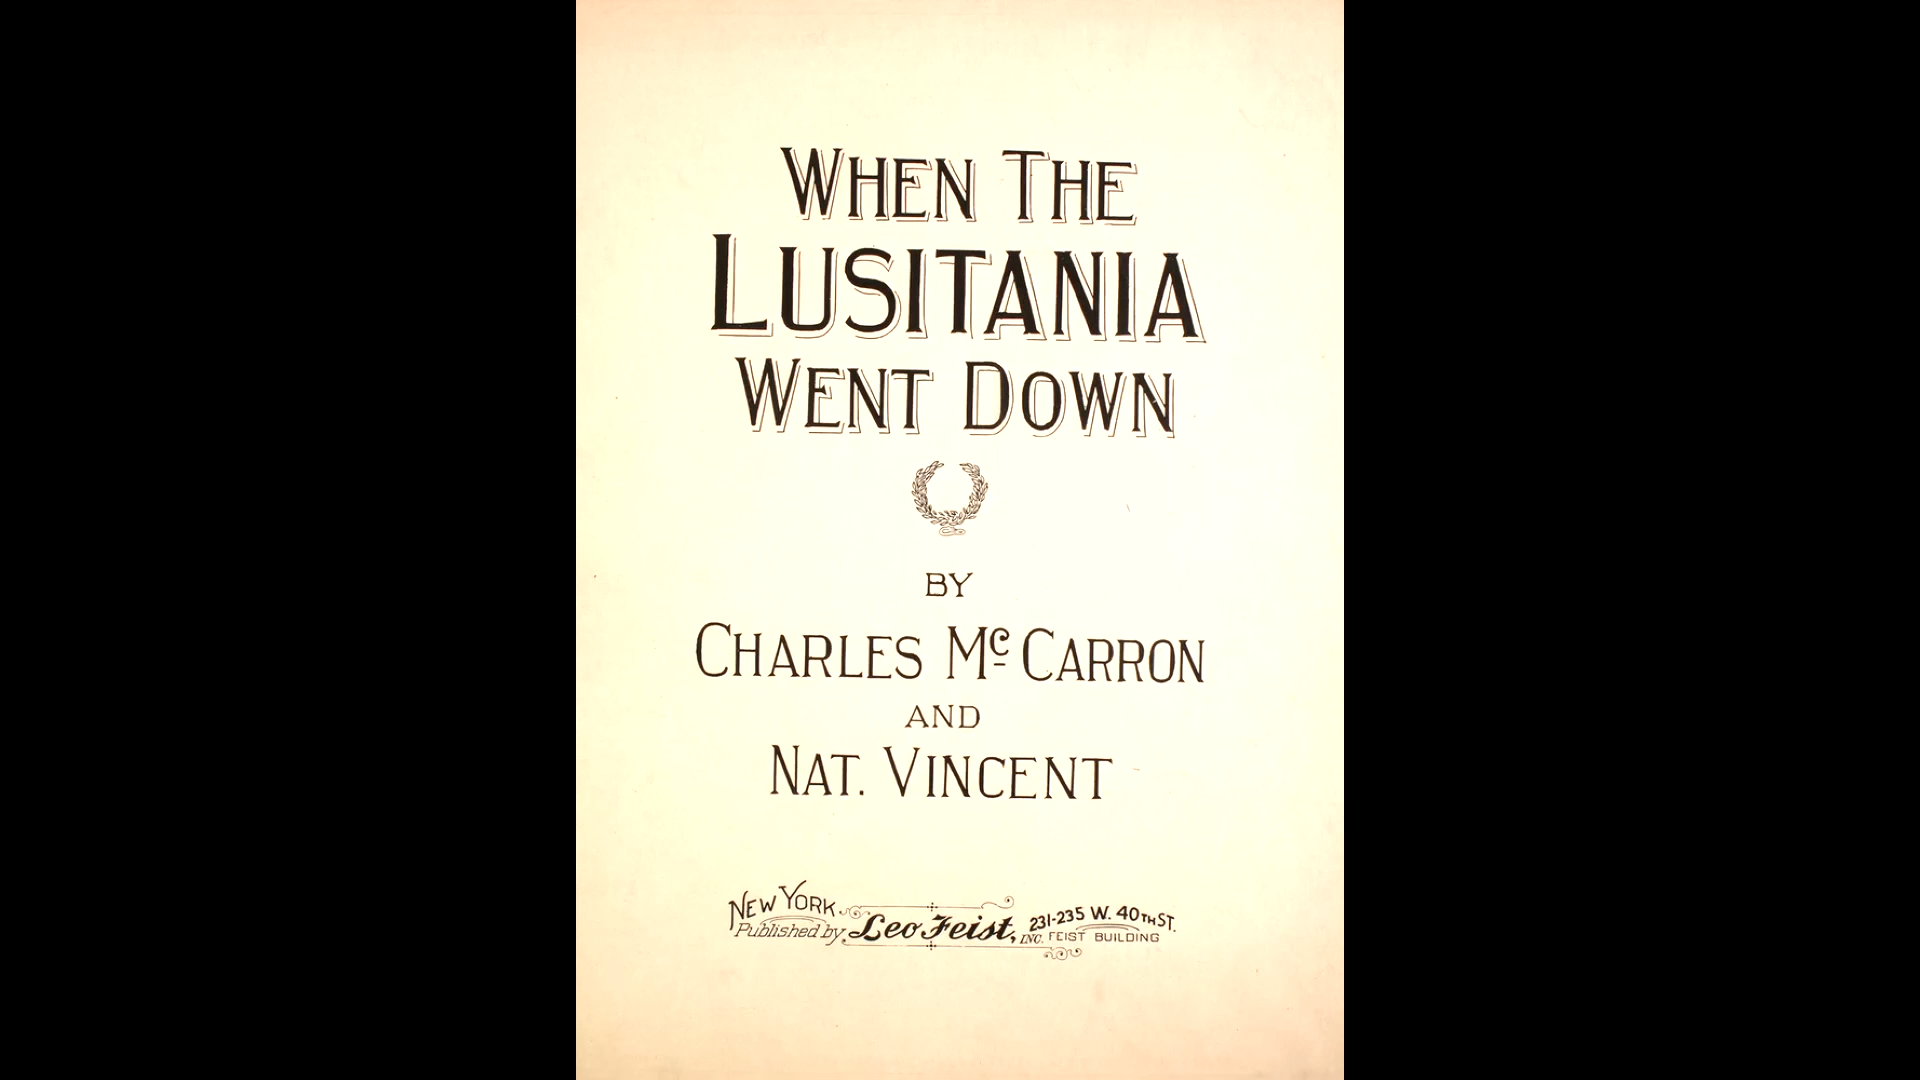 WHEN THE
LUSITANIA
WENT DOWN
BY
CHARLES Mc CARRON
AND
NAT. VINCENT
NEW YORK
Published by Leo Feist, INC. 231-235 W. 40TH ST.
FEIST BUILDING